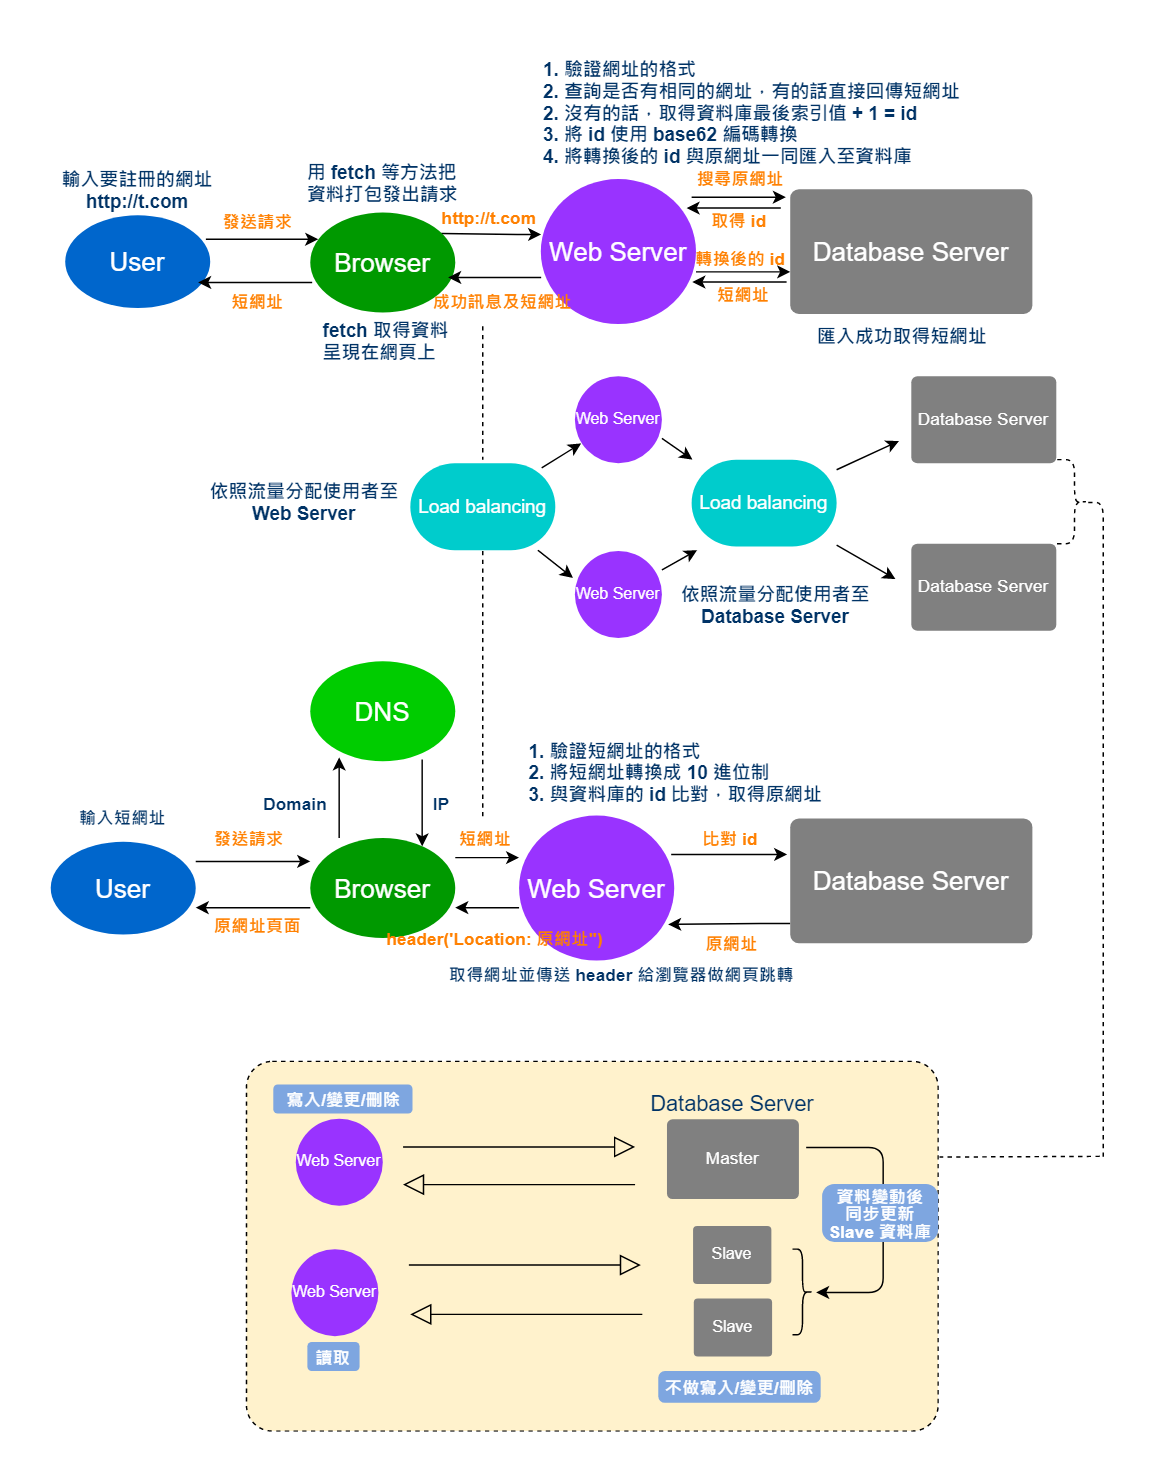 1. 驗證網址的格式
2. 查詢是否有相同的網址，有的話直接回傳短網址
2. 沒有的話，取得資料庫最後索引值 + 1 = id
3. 將 id 使用 base62 編碼轉換
4. 將轉換後的 id 與原網址一同匯入至資料庫
輸入要註冊的網址
http://t.com
用 fetch 等方法把
資料打包發出請求
User
發送請求
短網址
Browser
http://t.com
成功訊息及短網址
Web Server
搜尋原網址
取得 id
轉換後的 id
短網址
Database Server
fetch 取得資料
呈現在網頁上
匯入成功取得短網址
依照流量分配使用者至
Web Server
Load balancing
Web Server
Web Server
Load balancing
依照流量分配使用者至
Database Server
Database Server
Database Server
DNS
Domain
IP
1. 驗證短網址的格式
2. 將短網址轉換成 10 進位制
3. 與資料庫的 id 比對，取得原網址
輸入短網址
User
發送請求
原網址頁面
Browser
短網址
header('Location: 原網址")
Web Server
比對 id
原網址
Database Server
取得網址並傳送 header 給瀏覽器做網頁跳轉
寫入/變更/刪除
Web Server
Database Server
Master
資料變動後
同步更新
Slave 資料庫
Web Server
讀取
Slave
Slave
不做寫入/變更/刪除